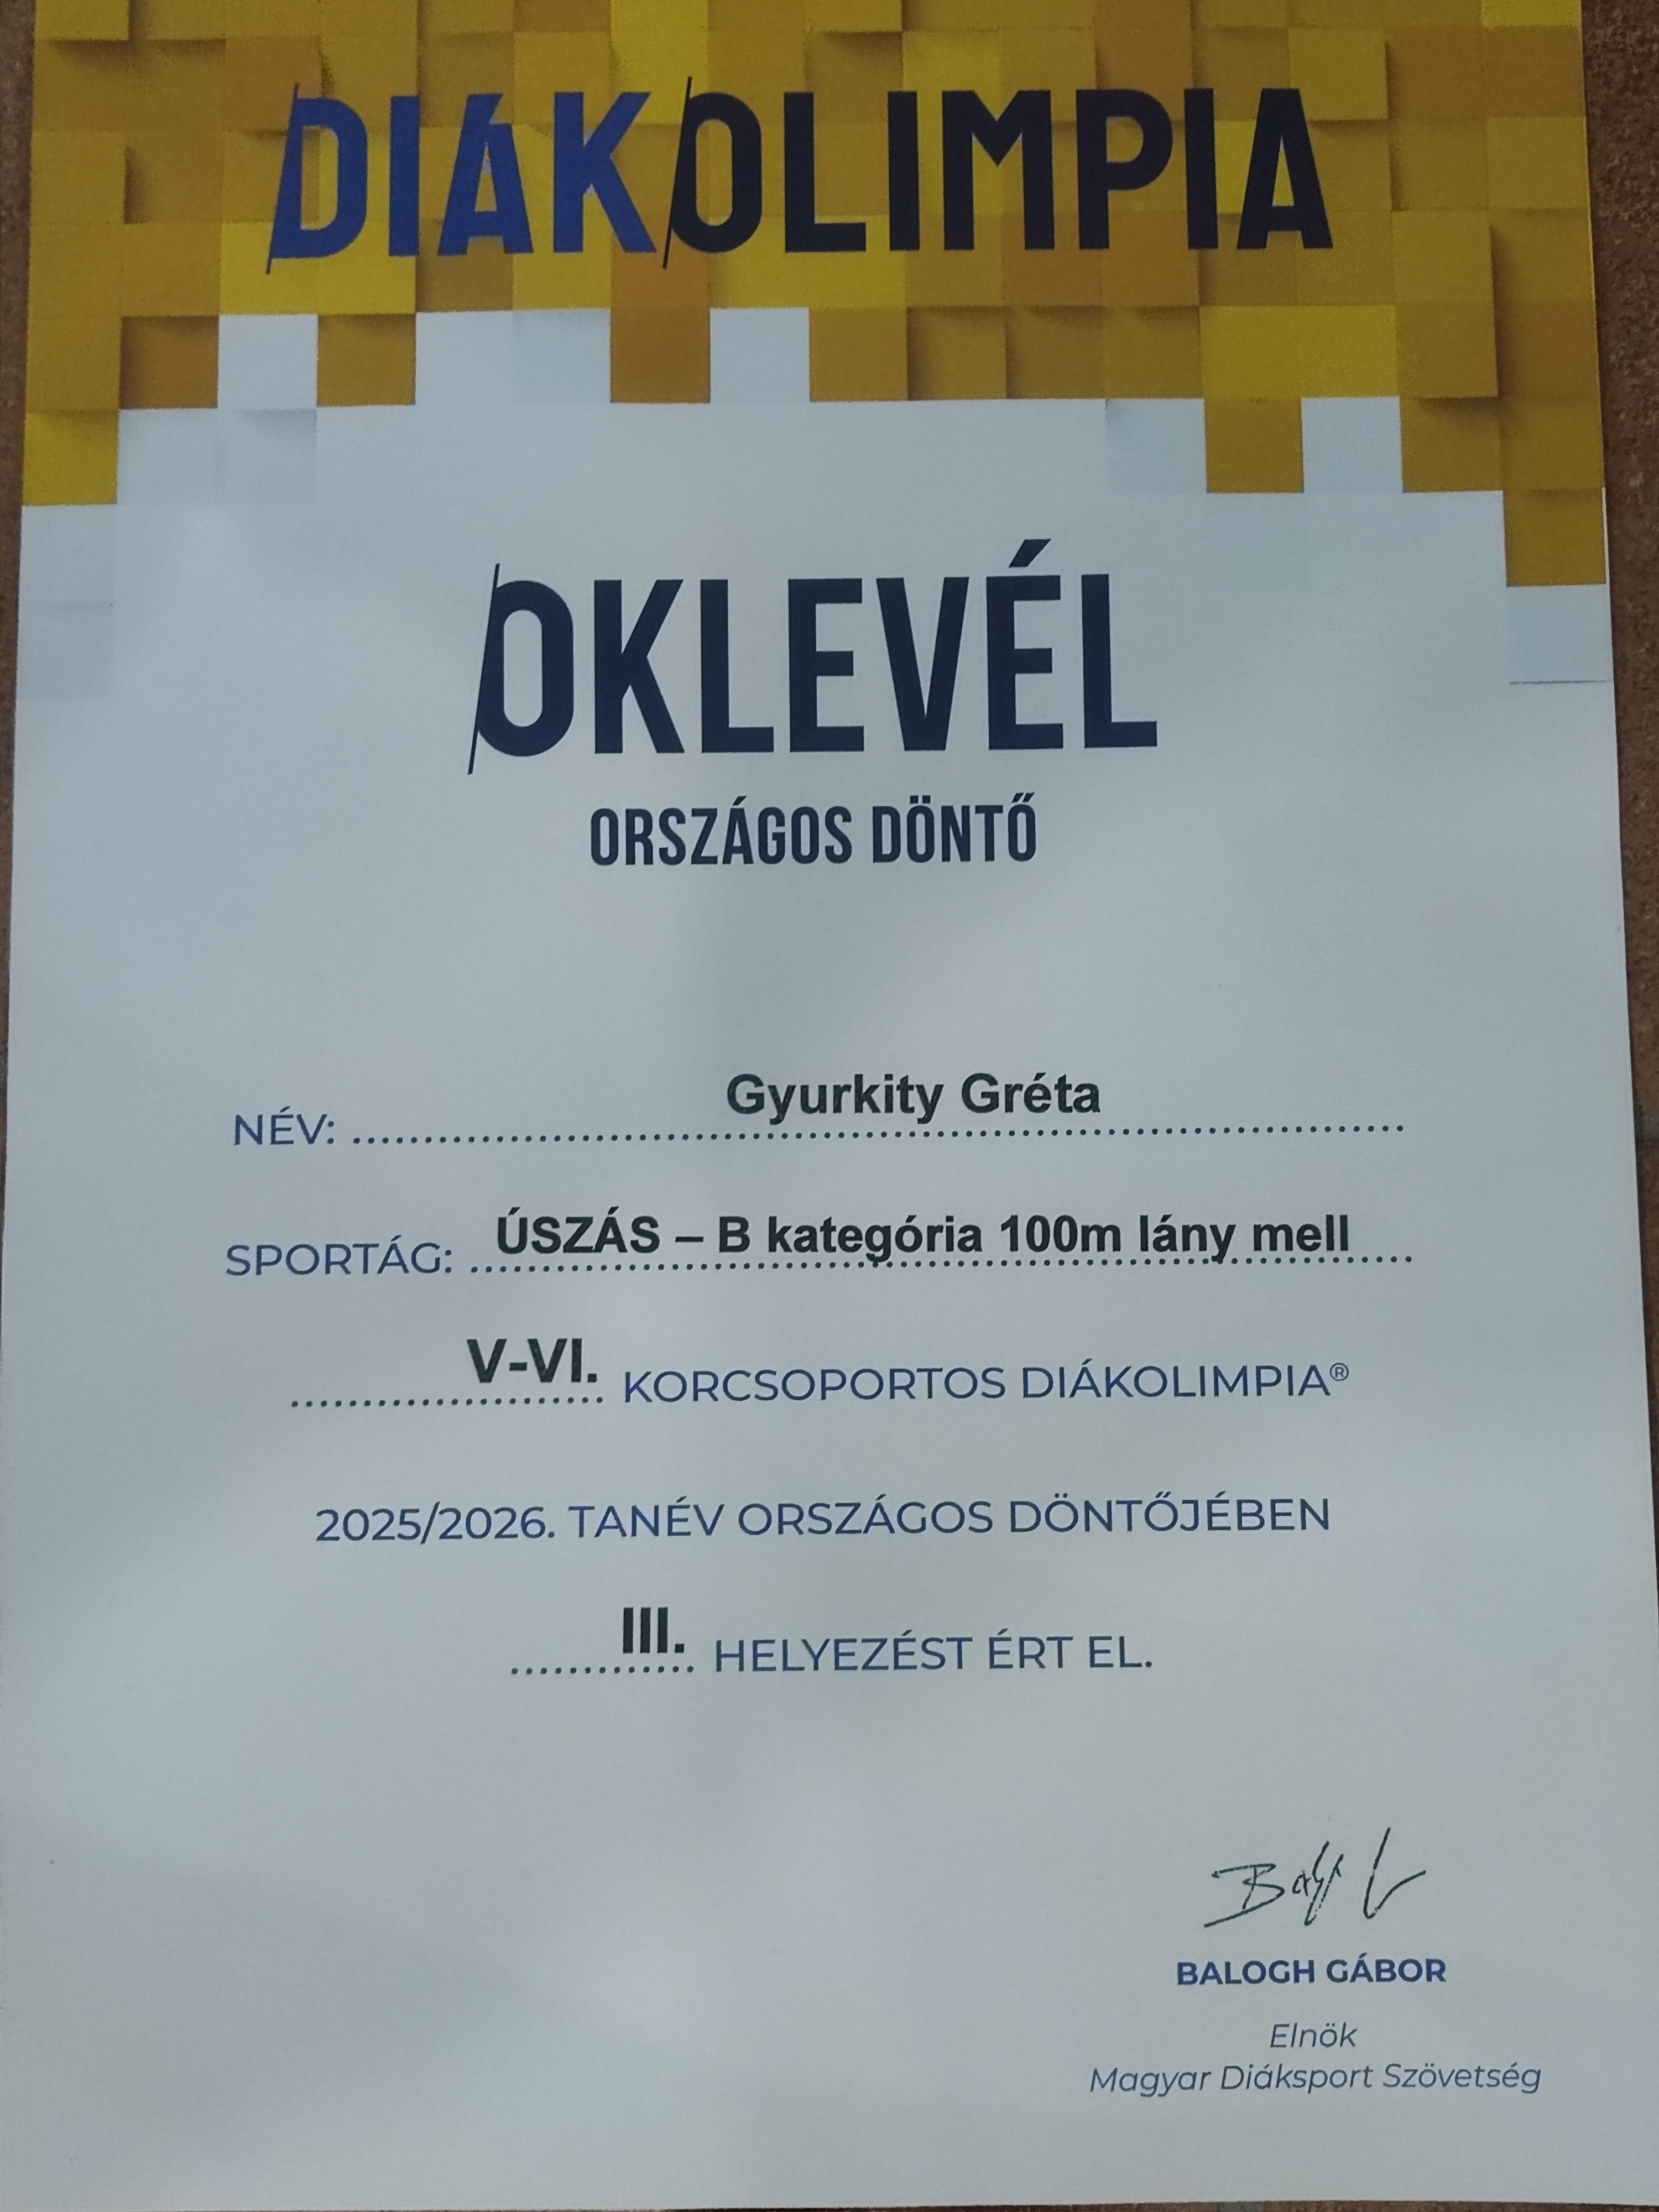 DIÁKOLIMPIA
OKLEVÉL
ORSZÁGOS DÖNTŐ
NÉV: Gyurkity Gréta
SPORTÁG: ÚSZÁS – B kategória 100m lány mell
V-VI. KORCSOPORTOS DIÁKOLIMPIA®
2025/2026. TANÉV ORSZÁGOS DÖNTŐJÉBEN
III. HELYEZÉST ÉRT EL.
BALOGH GÁBOR
Elnök
Magyar Diáksport Szövetség